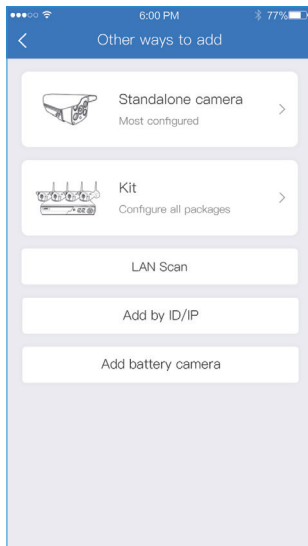 6:00 PM
77%
Other ways to add
Standalone camera
Most configured
Kit
Configure all packages
LAN Scan
Add by ID/IP
Add battery camera